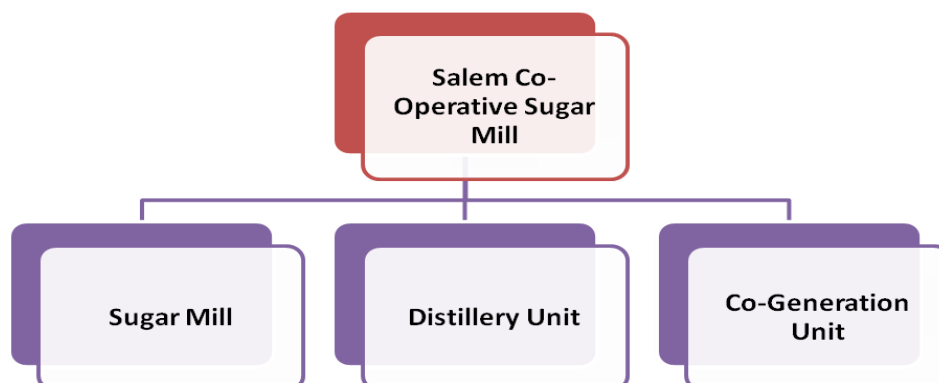 Salem Co-
Operative Sugar
Mill
Sugar Mill
Distillery Unit
Co-Generation
Unit